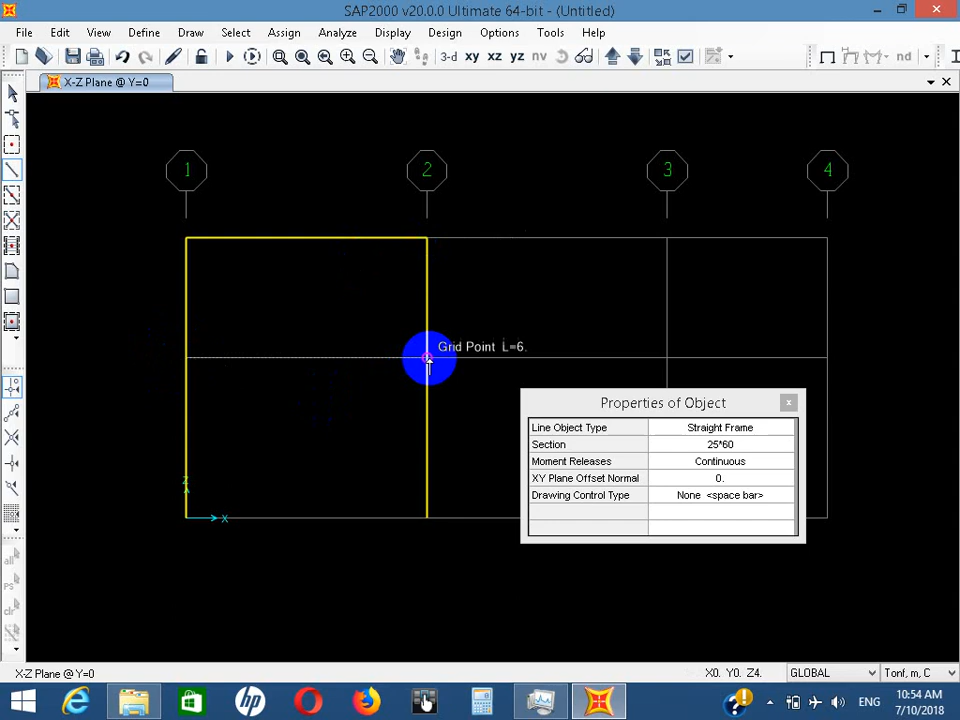 SAP2000 v20.0.0 Ultimate 64-bit - (Untitled)
File Edit View Define Draw Select Assign Analyze Display Design Options Tools Help
3-d xy xz yz nv nd
X-Z Plane @ Y=0
1 2 3 4
Grid Point L=6.
Properties of Object
Line Object Type Straight Frame
Section 25*60
Moment Releases Continuous
XY Plane Offset Normal 0.
Drawing Control Type None <space bar>
Z
X
all
PS
clr
X-Z Plane @ Y=0 X0. Y0. Z4. GLOBAL Tonf, m, C
ENG 10:54 AM
7/10/2018